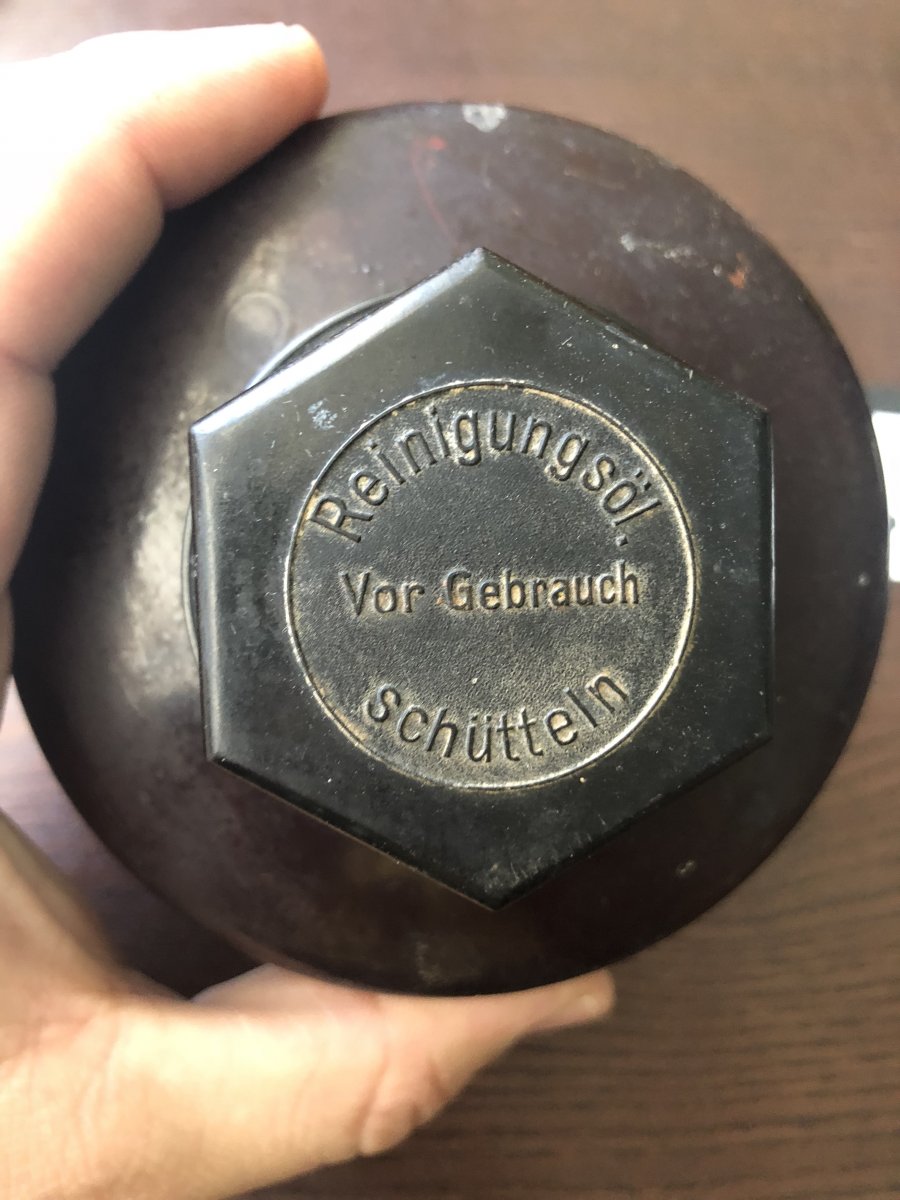 Reinigungsöl.
Vor Gebrauch
Schütteln